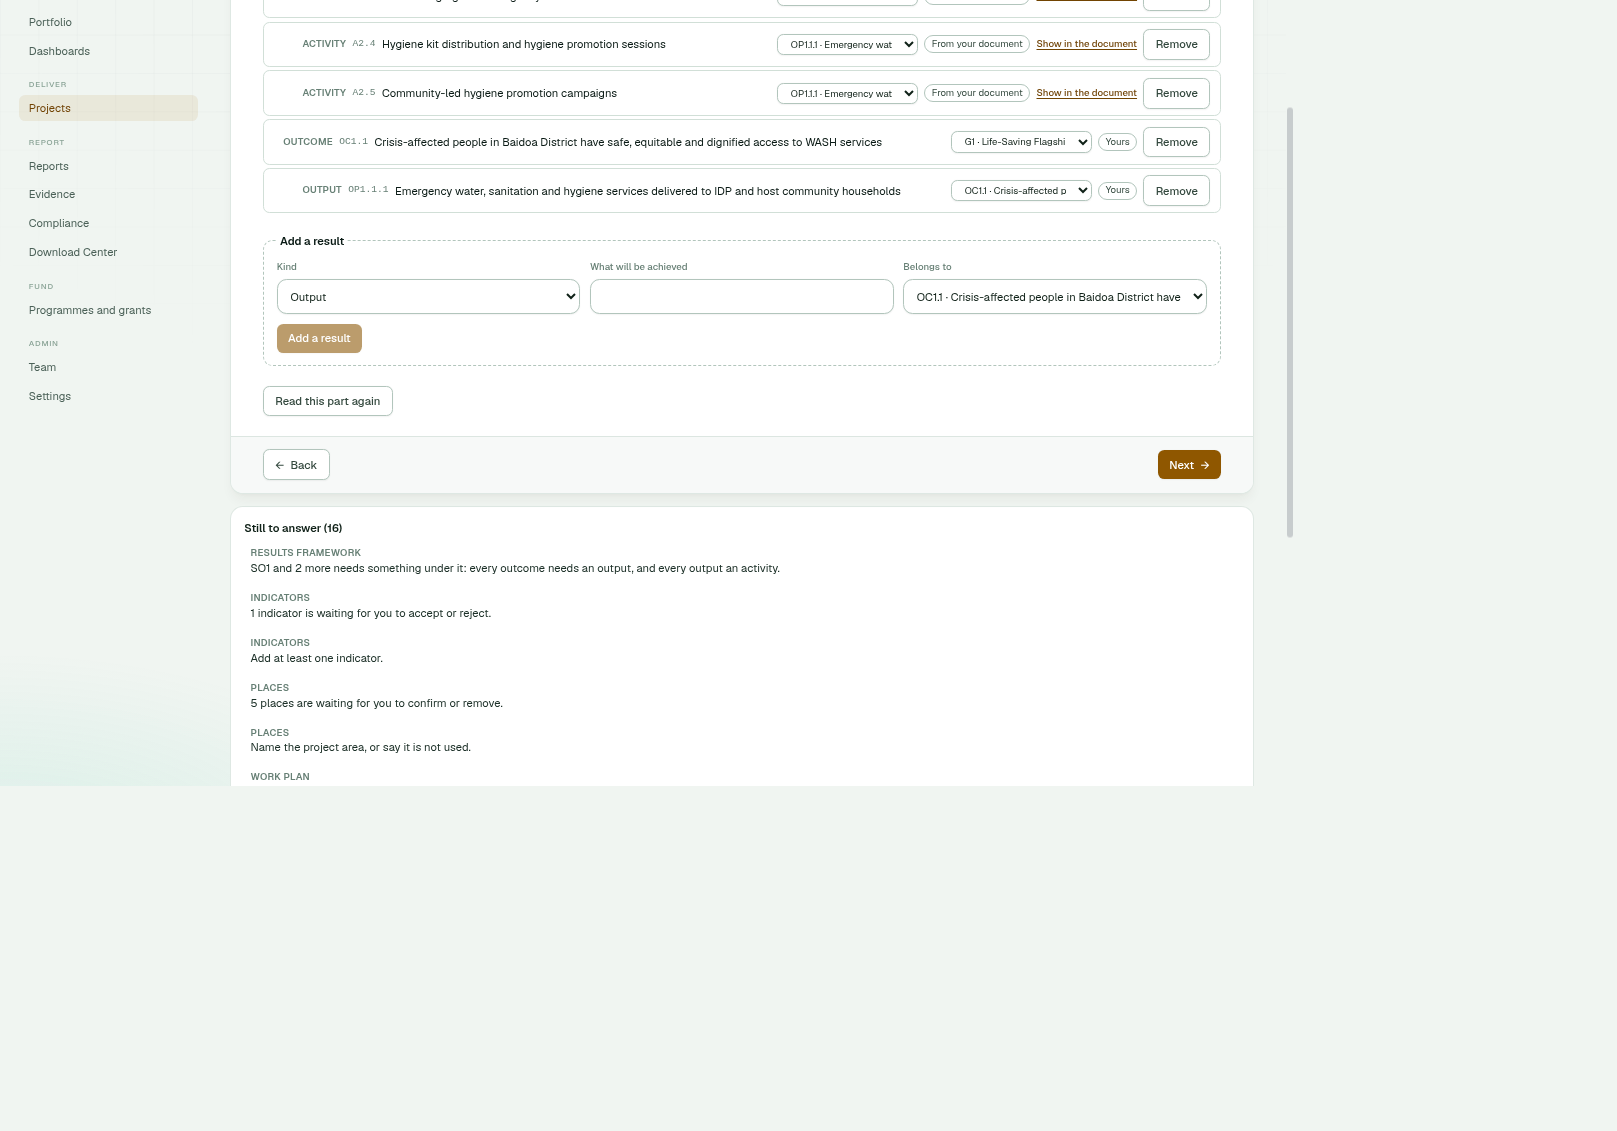 Portfolio
Dashboards
DELIVER
Projects
REPORT
Reports
Evidence
Compliance
Download Center
FUND
Programmes and grants
ADMIN
Team
Settings
ACTIVITY A2.4 Hygiene kit distribution and hygiene promotion sessions OP1.1.1 · Emergency wat From your document Show in the document Remove
ACTIVITY A2.5 Community-led hygiene promotion campaigns OP1.1.1 · Emergency wat From your document Show in the document Remove
OUTCOME OC1.1 Crisis-affected people in Baidoa District have safe, equitable and dignified access to WASH services G1 · Life-Saving Flagshi Yours Remove
OUTPUT OP1.1.1 Emergency water, sanitation and hygiene services delivered to IDP and host community households OC1.1 · Crisis-affected p Yours Remove
Add a result
Kind What will be achieved Belongs to
Output OC1.1 · Crisis-affected people in Baidoa District have
Add a result
Read this part again
← Back Next →
Still to answer (16)
RESULTS FRAMEWORK
SO1 and 2 more needs something under it: every outcome needs an output, and every output an activity.
INDICATORS
1 indicator is waiting for you to accept or reject.
INDICATORS
Add at least one indicator.
PLACES
5 places are waiting for you to confirm or remove.
PLACES
Name the project area, or say it is not used.
WORK PLAN